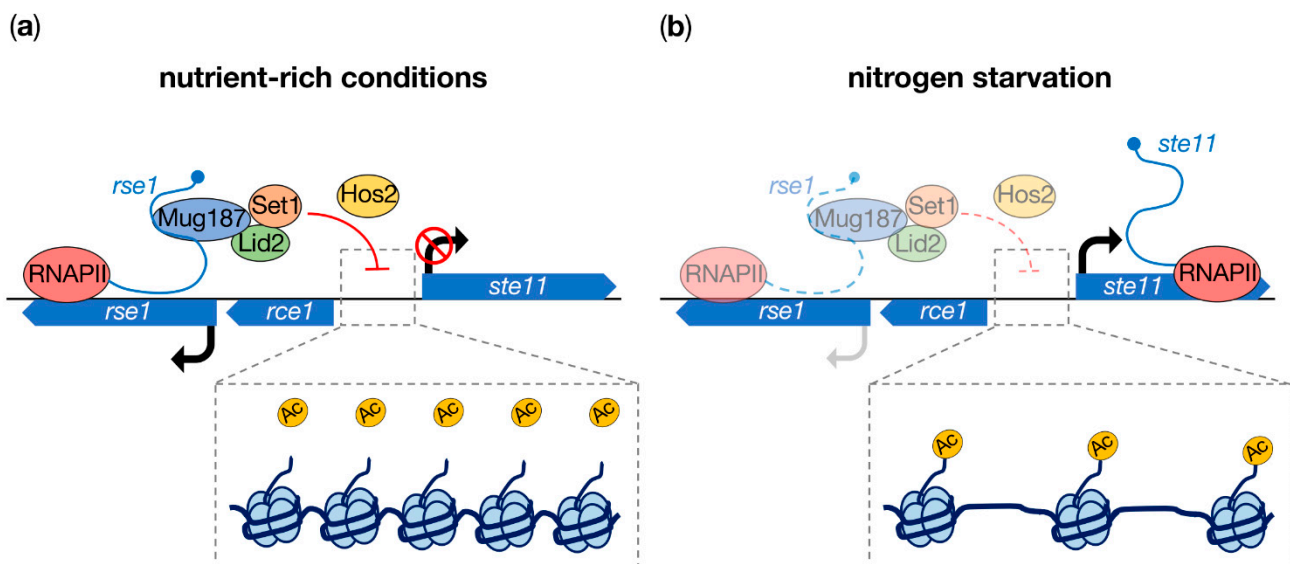 (a)
nutrient-rich conditions
rse1
Mug187
Set1
Lid2
Hos2
RNAPII
ste11
rse1
rce1
Ac Ac Ac Ac Ac
(b)
nitrogen starvation
ste11
rse1
Mug187
Set1
Lid2
Hos2
RNAPII
ste11
RNAPII
rse1
rce1
Ac Ac Ac